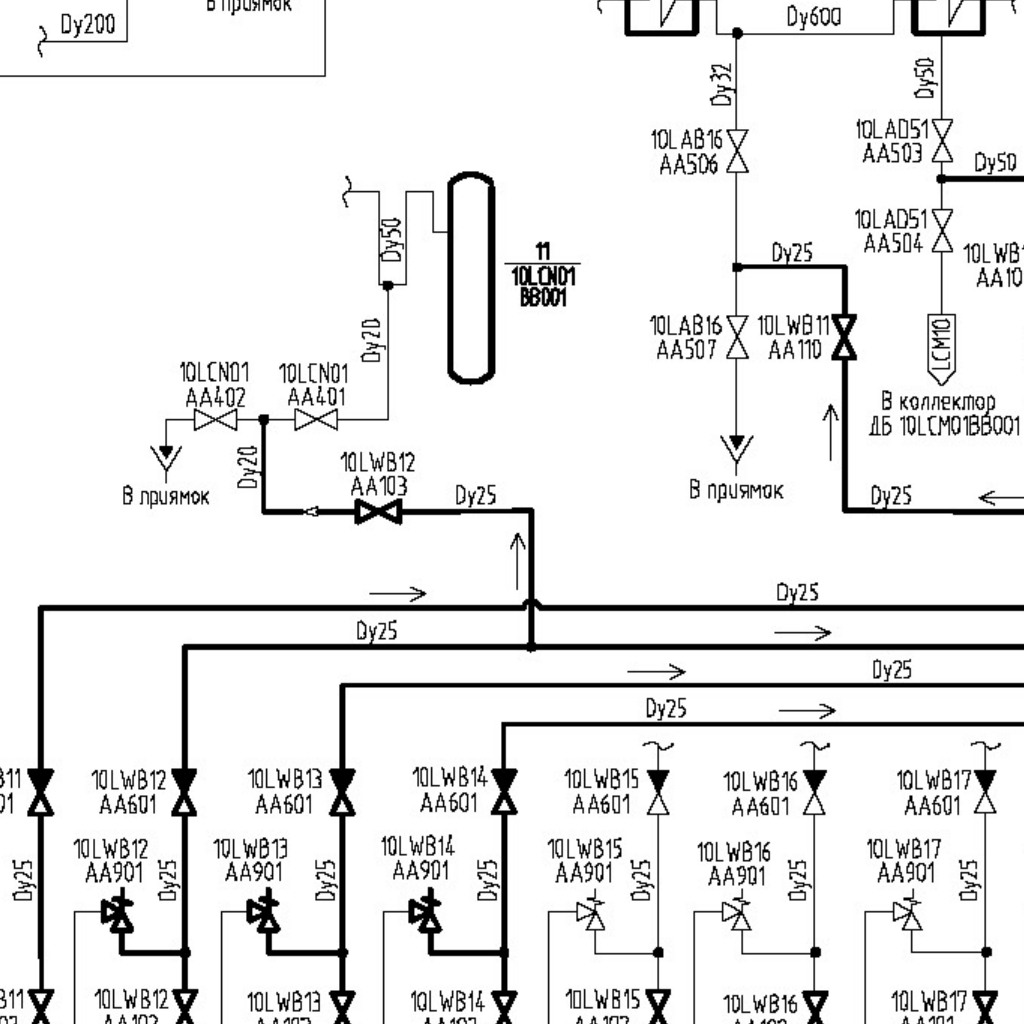 В приямок
Dy200
Dy600
Dy32
Dy50
10LAB16
AA506
10LAD51
AA503
Dy50
10LAD51
AA504
Dy50
11
10LCN01
BB001
Dy25
10LWB1
AA10
Dy20
10LAB16
AA507
10LWB11
AA110
LCM10
10LCN01
AA402
10LCN01
AA401
В коллектор
ДБ 10LCM01BB001
Dy20
10LWB12
AA103
В приямок
Dy25
В приямок
Dy25
Dy25
Dy25
Dy25
Dy25
B11
01
10LWB12
AA601
10LWB13
AA601
10LWB14
AA601
10LWB15
AA601
10LWB16
AA601
10LWB17
AA601
Dy25
10LWB12
AA901
Dy25
10LWB13
AA901
Dy25
10LWB14
AA901
Dy25
10LWB15
AA901
Dy25
10LWB16
AA901
Dy25
10LWB17
AA901
Dy25
B11
10LWB12
10LWB13
10LWB14
10LWB15
10LWB16
10LWB17